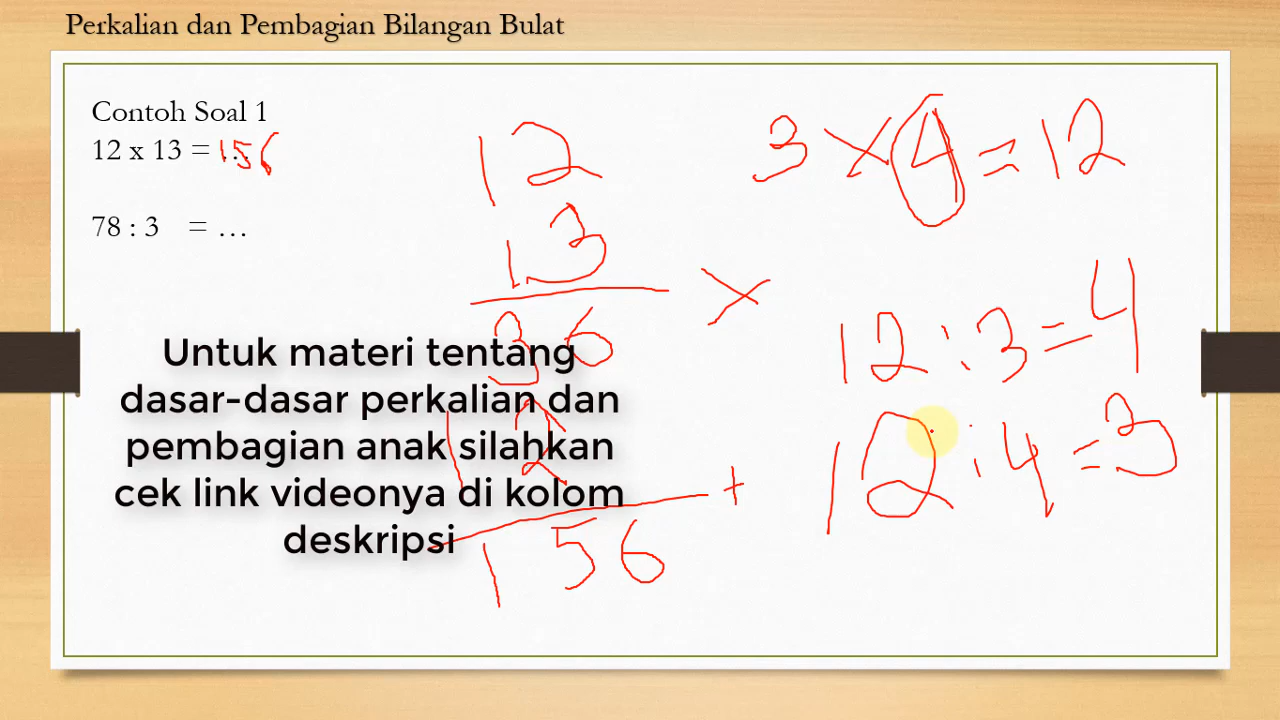 Perkalian dan Pembagian Bilangan Bulat
Contoh Soal 1
12 x 13 = ... 156
78 : 3 = ...
12
13
x
36
12
+
156
3 x 4 = 12
12 : 3 = 4
12 : 4 = 3
Untuk materi tentang
dasar-dasar perkalian dan
pembagian anak silahkan
cek link videonya di kolom
deskripsi